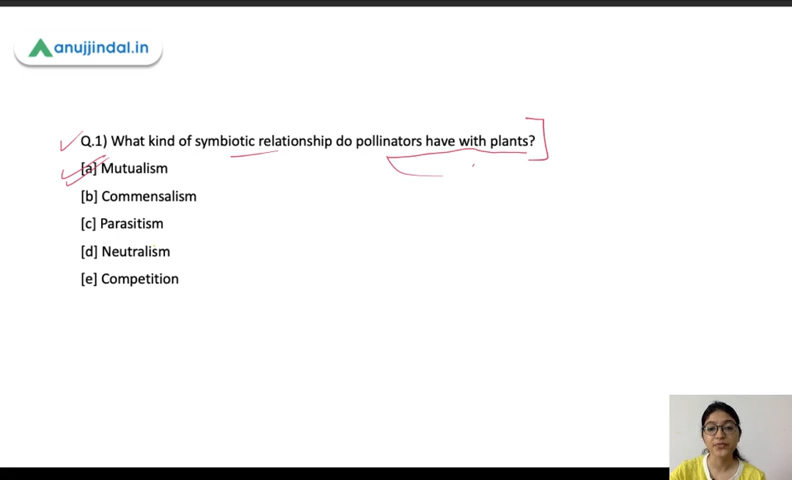 anujjindal.in
Q.1) What kind of symbiotic relationship do pollinators have with plants?
[a] Mutualism
[b] Commensalism
[c] Parasitism
[d] Neutralism
[e] Competition